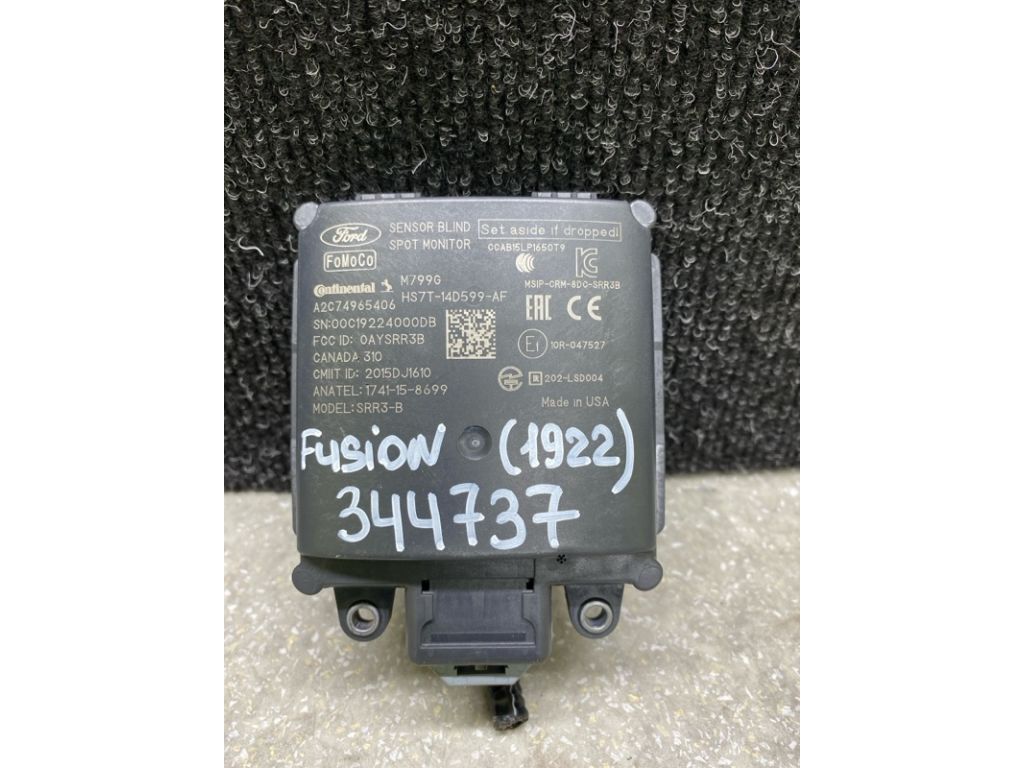 Ford
SENSOR BLIND
SPOT MONITOR
Set aside if dropped!
CCAB15LP1650T9
FoMoCo
Continental
M799G
A2C74965406
HS7T-14D599-AF
MSIP-CRM-8DC-SRR3B
SN:00C19224000DB
EAC CE
FCC ID: OAYSRR3B
CANADA 310
E1 10R-047527
CMIIT ID: 2015DJ1610
R 202-LSD004
ANATEL: 1741-15-8699
Made in USA
MODEL: SRR3-B
FUSION (1922)
344737